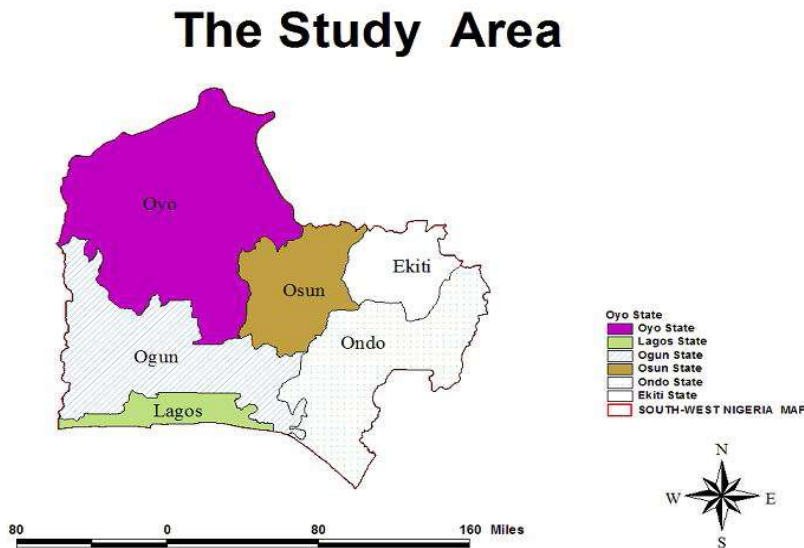 The Study Area
Oyo
Ekiti
Osun
Ondo
Ogun
Lagos
Oyo State
Oyo State
Lagos State
Ogun State
Osun State
Ondo State
Ekiti State
SOUTH-WEST NIGERIA MAP
N
W E
S
80 0 80 160 Miles